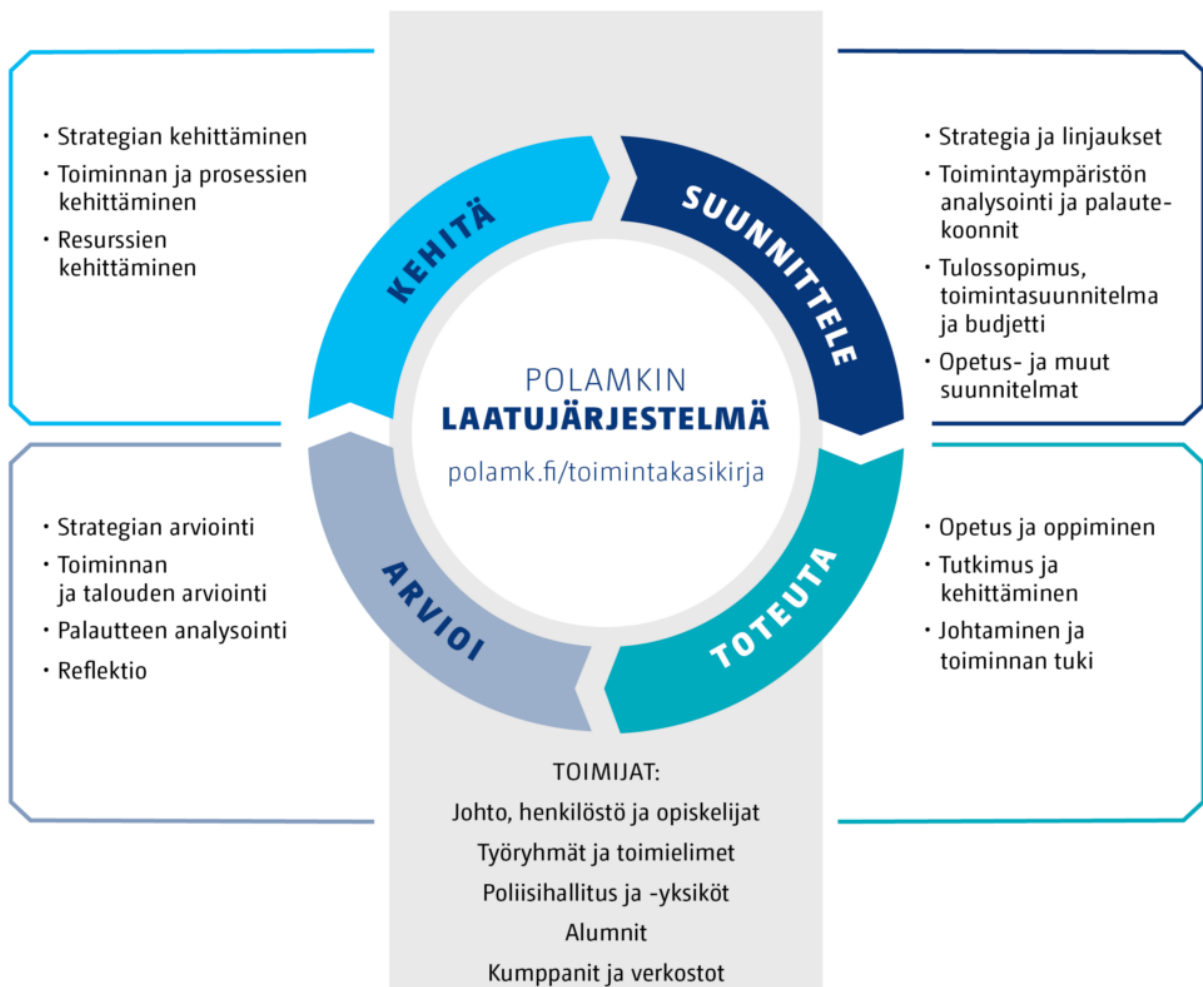 · Strategian kehittäminen
· Toiminnan ja prosessien
kehittäminen
· Resurssien
kehittäminen
KEHITÄ
SUUNNITTELE
· Strategia ja linjaukset
· Toimintaympäristön
analysointi ja palaute-
koonnit
· Tulossopimus,
toimintasuunnitelma
ja budjetti
· Opetus- ja muut
suunnitelmat
POLAMKIN
LAATUJÄRJESTELMÄ
polamk.fi/toimintakasikirja
· Strategian arviointi
· Toiminnan
ja talouden arviointi
· Palautteen analysointi
· Reflektio
ARVIOI
TOTEUTA
· Opetus ja oppiminen
· Tutkimus ja
kehittäminen
· Johtaminen ja
toiminnan tuki
TOIMIJAT:
Johto, henkilöstö ja opiskelijat
Työryhmät ja toimielimet
Poliisihallitus ja -yksiköt
Alumnit
Kumppanit ja verkostot